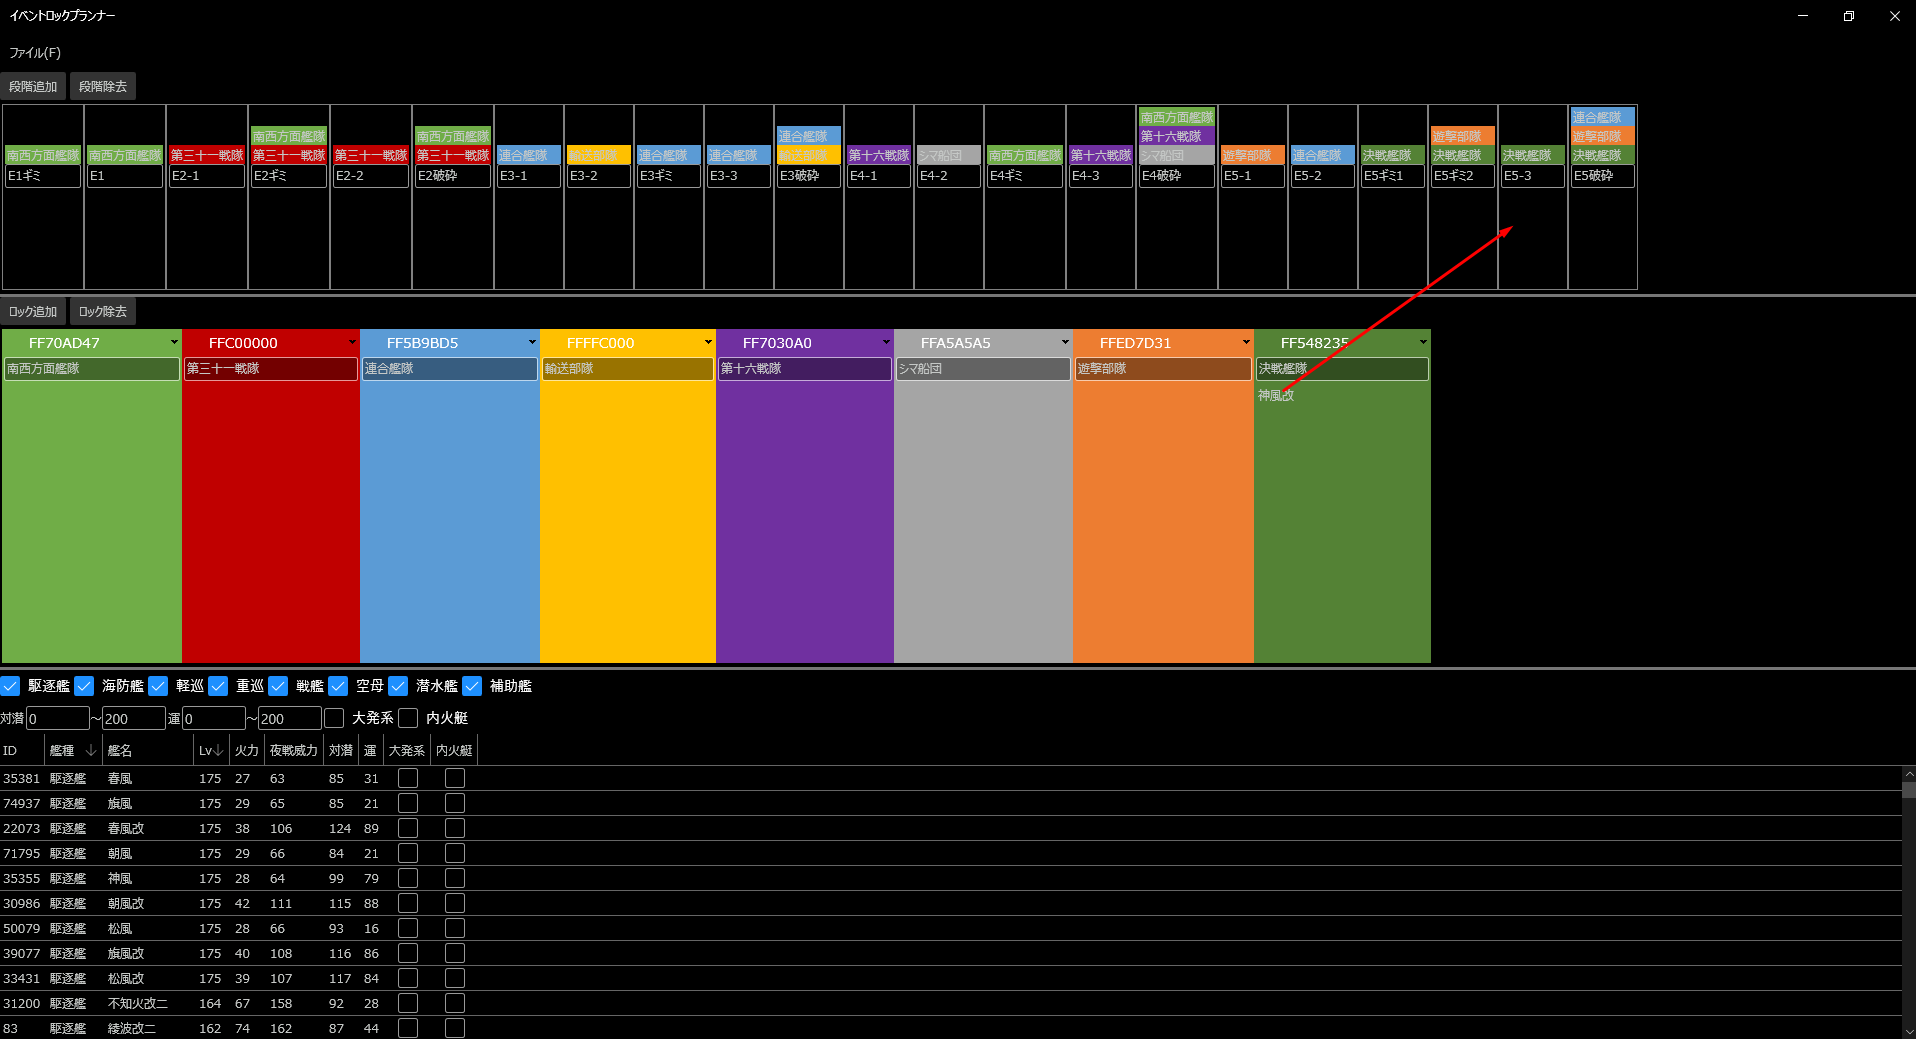 イベントロックプランナー
ファイル(F)
段階追加 段階除去
南西方面艦隊 連合艦隊
南西方面艦隊 南西方面艦隊 連合艦隊 第十六戦隊 遊撃部隊 遊撃部隊
南西方面艦隊 南西方面艦隊 第三十一戦隊 第三十一戦隊 第三十一戦隊 第三十一戦隊 連合艦隊 輸送部隊 連合艦隊 連合艦隊 輸送部隊 第十六戦隊 シマ船団 南西方面艦隊 第十六戦隊 シマ船団 遊撃部隊 連合艦隊 決戦艦隊 決戦艦隊 決戦艦隊 決戦艦隊
E1ギミ E1 E2-1 E2ギミ E2-2 E2破砕 E3-1 E3-2 E3ギミ E3-3 E3破砕 E4-1 E4-2 E4ギミ E4-3 E4破砕 E5-1 E5-2 E5ギミ1 E5ギミ2 E5-3 E5破砕
ロック追加 ロック除去
FF70AD47 FFC00000 FF5B9BD5 FFFFC000 FF7030A0 FFA5A5A5 FFED7D31 FF548235
南西方面艦隊 第三十一戦隊 連合艦隊 輸送部隊 第十六戦隊 シマ船団 遊撃部隊 決戦艦隊
神風改
駆逐艦 海防艦 軽巡 重巡 戦艦 空母 潜水艦 補助艦
対潜 0 ～ 200 運 0 ～ 200 大発系 内火艇
ID 艦種 艦名 Lv 火力 夜戦威力 対潜 運 大発系 内火艇
35381 駆逐艦 春風 175 27 63 85 31
74937 駆逐艦 旗風 175 29 65 85 21
22073 駆逐艦 春風改 175 38 106 124 89
71795 駆逐艦 朝風 175 29 66 84 21
35355 駆逐艦 神風 175 28 64 99 79
30986 駆逐艦 朝風改 175 42 111 115 88
50079 駆逐艦 松風 175 28 66 93 16
39077 駆逐艦 旗風改 175 40 108 116 86
33431 駆逐艦 松風改 175 39 107 117 84
31200 駆逐艦 不知火改二 164 67 158 92 28
83 駆逐艦 綾波改二 162 74 162 87 44